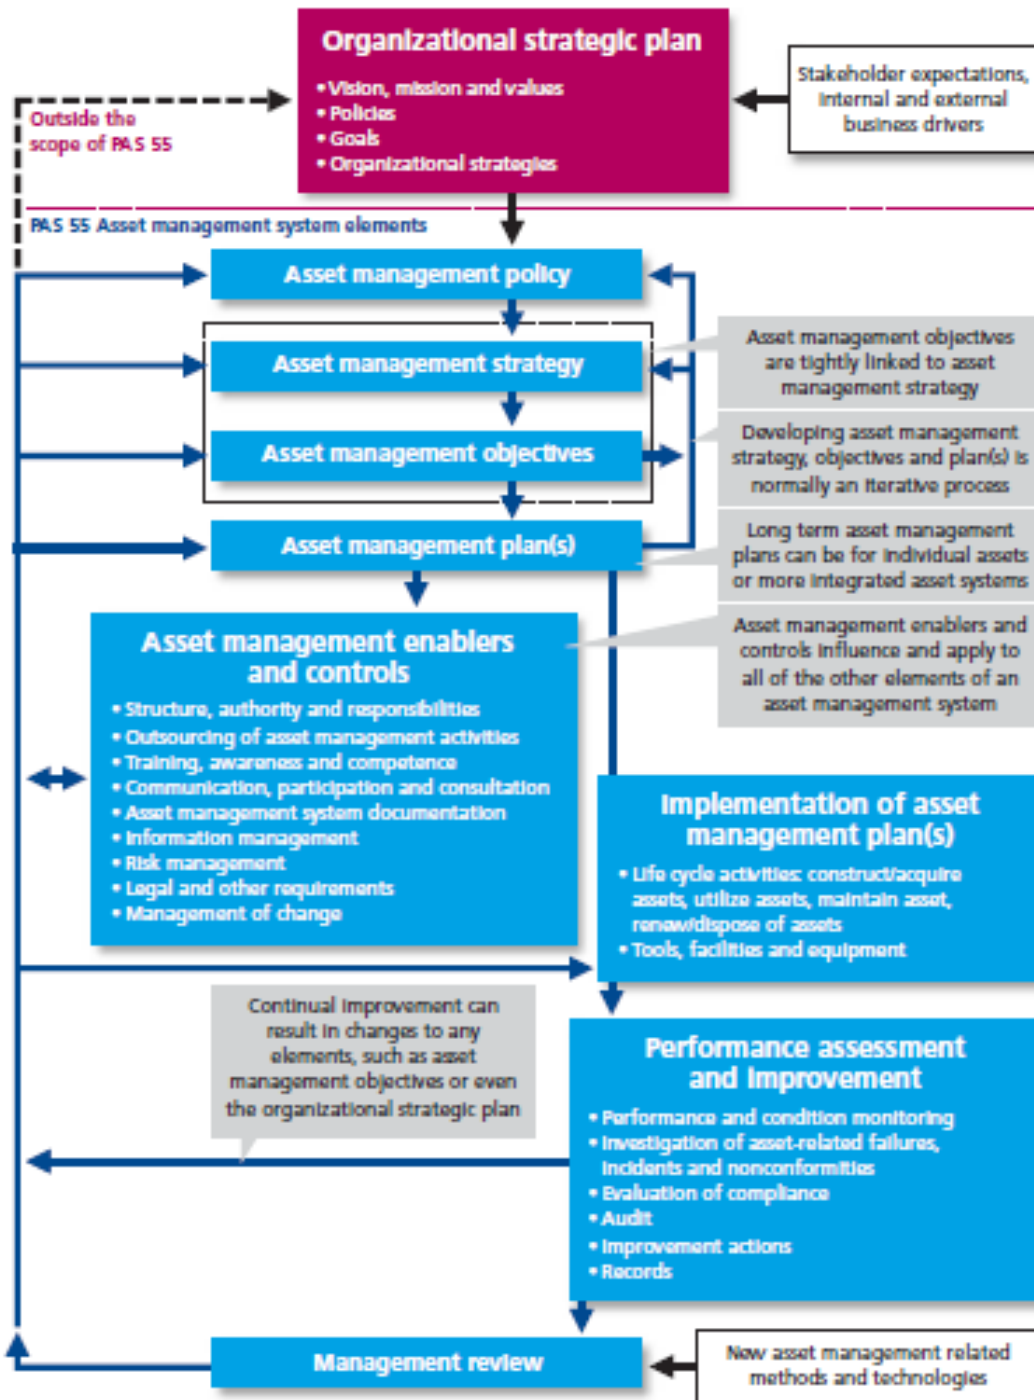 Organizational strategic plan
• Vision, mission and values
• Policies
• Goals
• Organizational strategies
Stakeholder expectations,
internal and external
business drivers
Outside the
scope of PAS 55
PAS 55 Asset management system elements
Asset management policy
Asset management strategy
Asset management objectives
Asset management plan(s)
Asset management objectives
are tightly linked to asset
management strategy
Developing asset management
strategy, objectives and plan(s) is
normally an iterative process
Long term asset management
plans can be for individual assets
or more integrated asset systems
Asset management enablers and
controls influence and apply to
all of the other elements of an
asset management system
Asset management enablers
and controls
• Structure, authority and responsibilities
• Outsourcing of asset management activities
• Training, awareness and competence
• Communication, participation and consultation
• Asset management system documentation
• Information management
• Risk management
• Legal and other requirements
• Management of change
Implementation of asset
management plan(s)
• Life cycle activities: construct/acquire
assets, utilize assets, maintain asset,
renew/dispose of assets
• Tools, facilities and equipment
Continual improvement can
result in changes to any
elements, such as asset
management objectives or even
the organizational strategic plan
Performance assessment
and improvement
• Performance and condition monitoring
• Investigation of asset-related failures,
incidents and nonconformities
• Evaluation of compliance
• Audit
• Improvement actions
• Records
Management review
New asset management related
methods and technologies